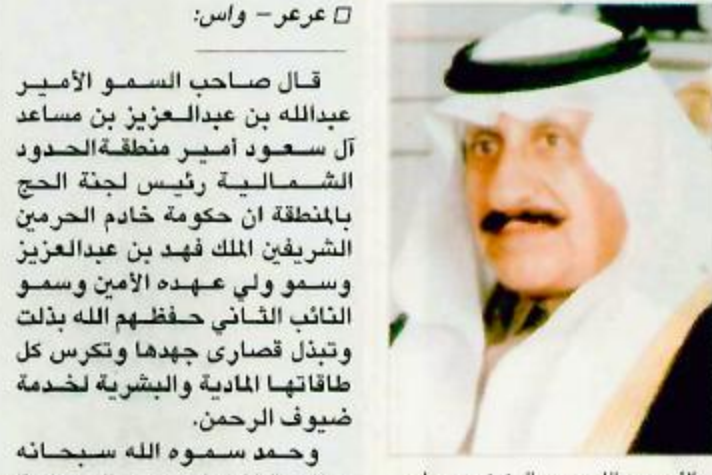 □ عرعر – واس:
قال صاحب السمو الأمير
عبدالله بن عبدالعزيز بن مساعد
آل سعود أمير منطقة الحدود
الشمالية رئيس لجنة الحج
بالمنطقة ان حكومة خادم الحرمين
الشريفين الملك فهد بن عبدالعزيز
وسمو ولي عهده الأمين وسمو
النائب الثاني حفظهم الله بذلت
وتبذل قصارى جهدها وتكرس كل
طاقاتها المادية والبشرية لخدمة
ضيوف الرحمن.
وحمد سموه الله سبحانه